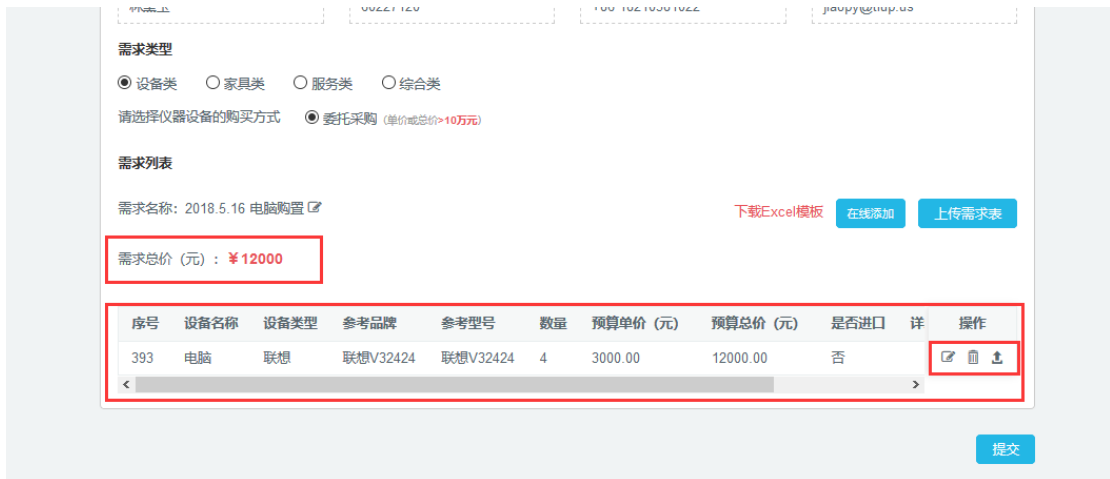 需求类型
设备类 家具类 服务类 综合类
请选择仪器设备的购买方式 委托采购 (单价或总价>10万元)
需求列表
需求名称：2018.5.16 电脑购置
下载Excel模板 在线添加 上传需求表
需求总价（元）：￥12000
序号 设备名称 设备类型 参考品牌 参考型号 数量 预算单价（元） 预算总价（元） 是否进口 详 操作
393 电脑 联想 联想V32424 联想V32424 4 3000.00 12000.00 否
提交